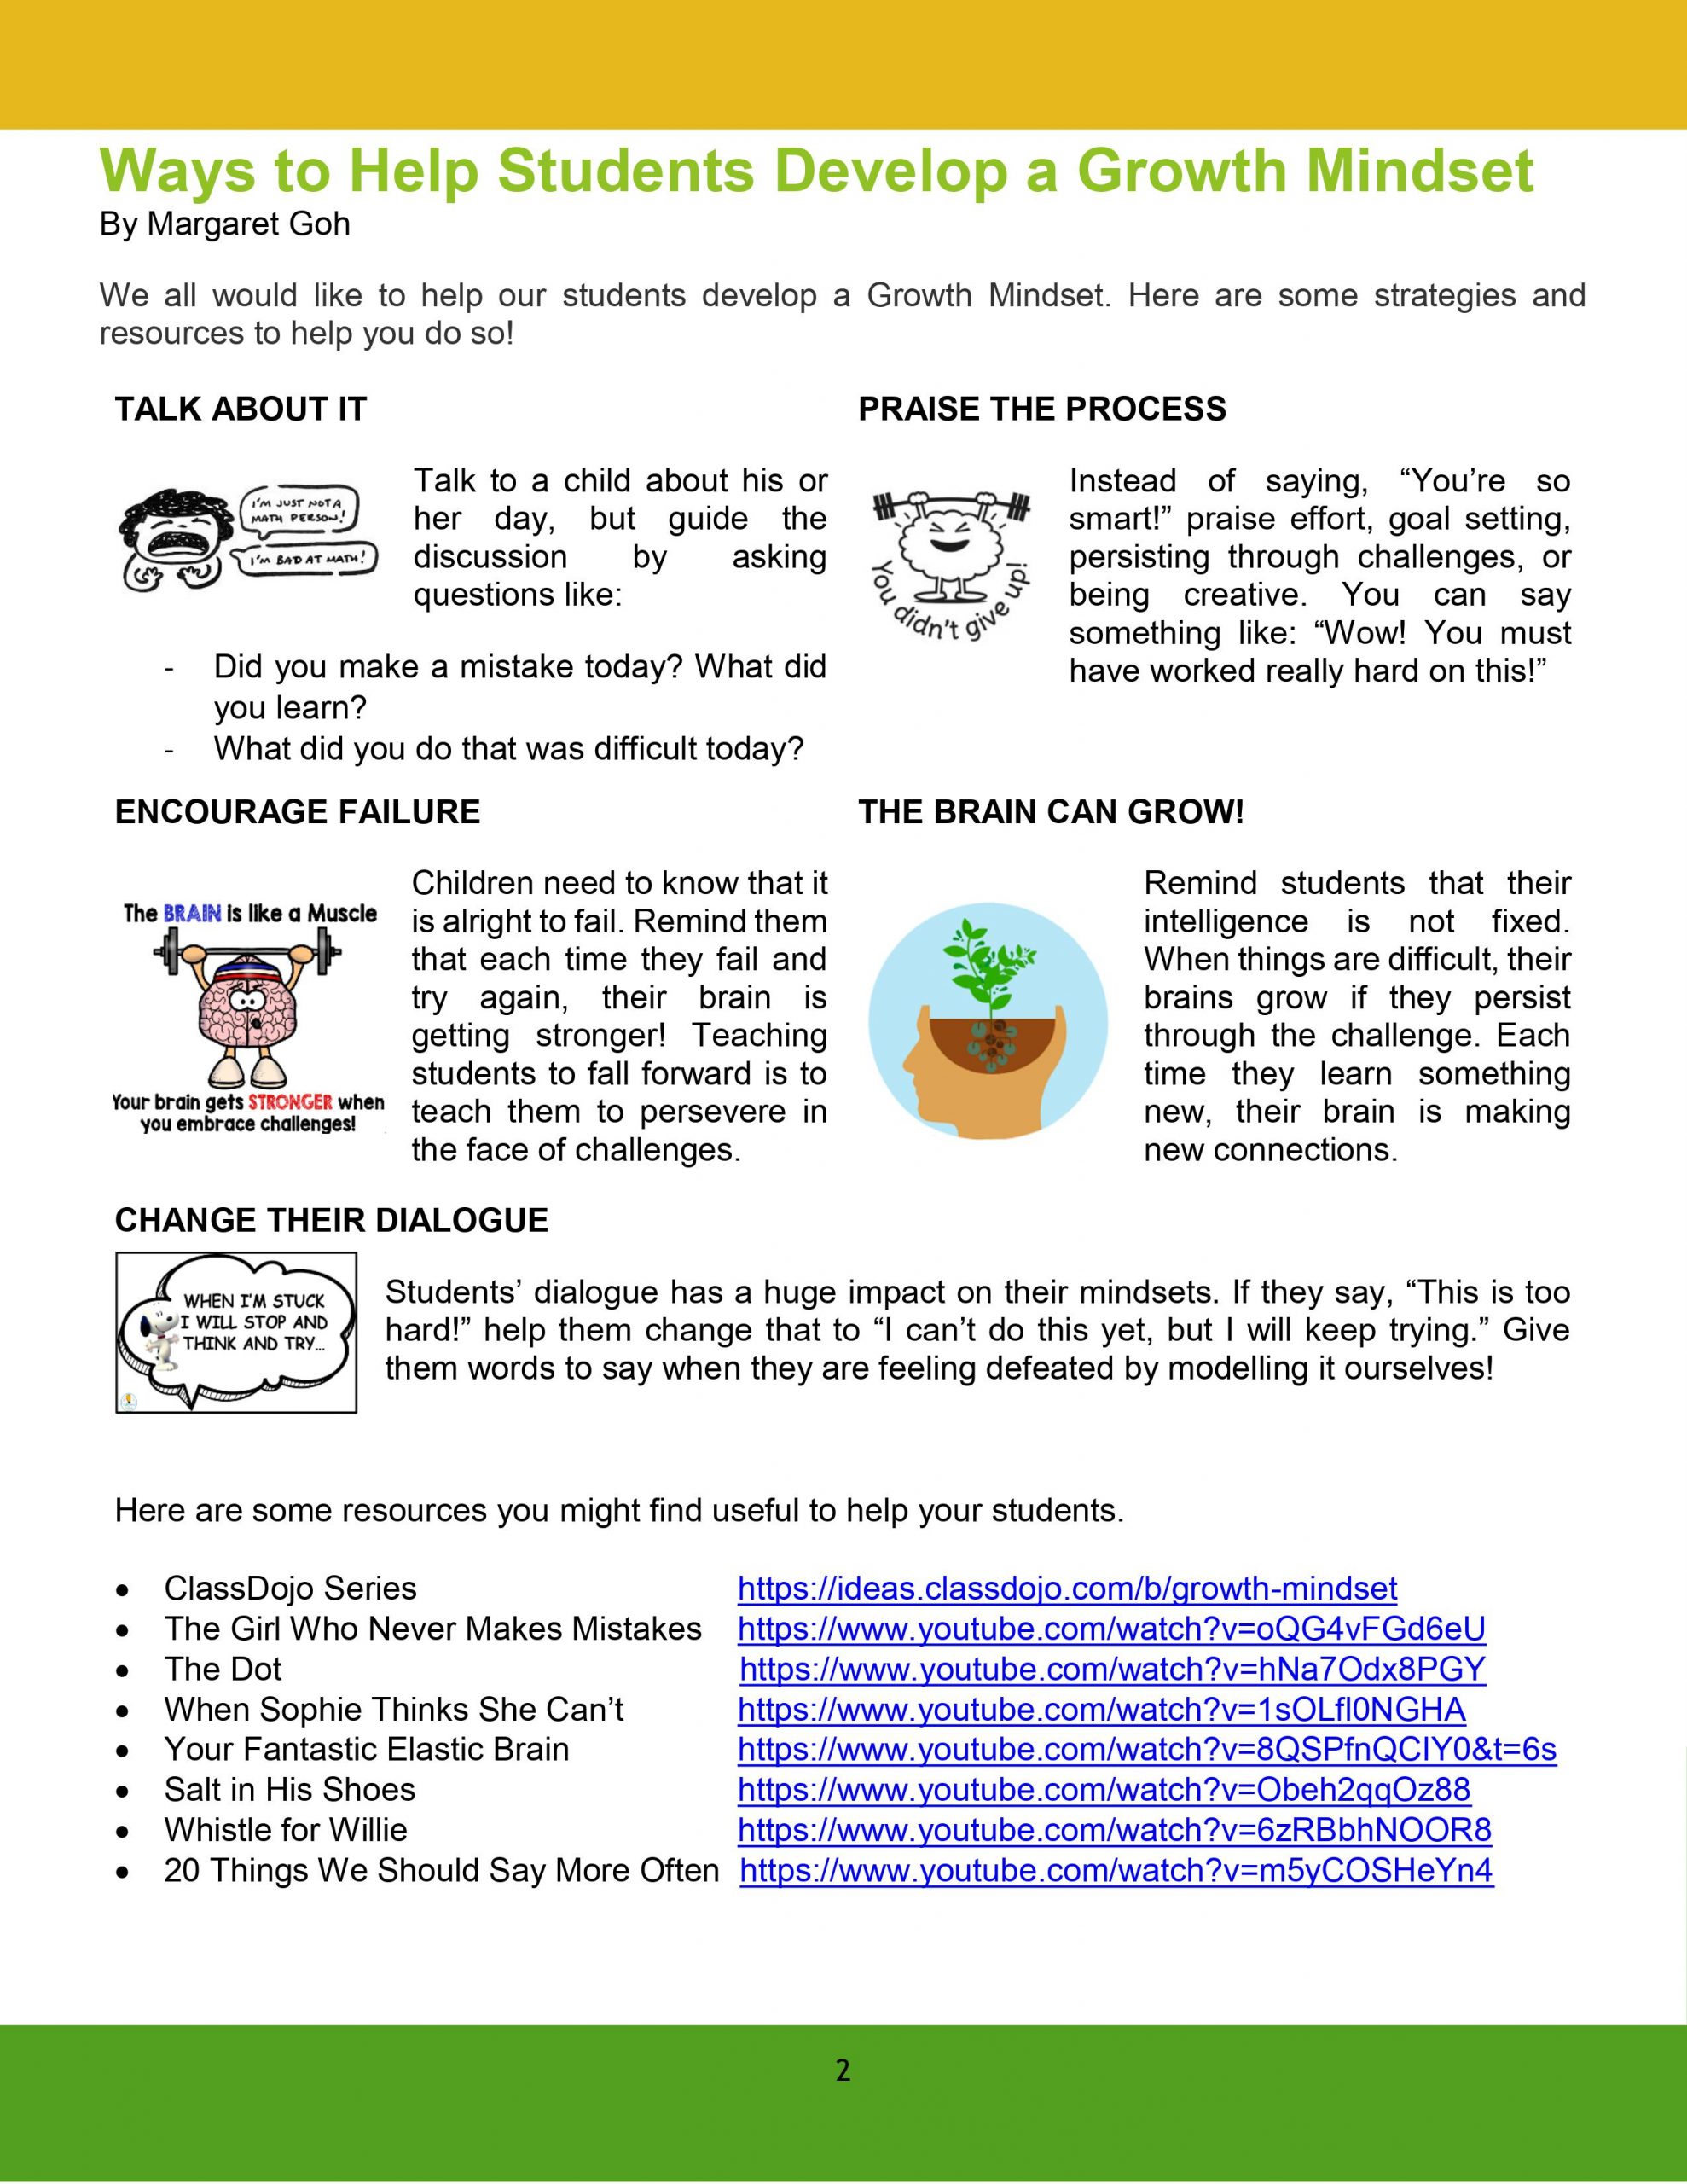 Ways to Help Students Develop a Growth Mindset
By Margaret Goh
We all would like to help our students develop a Growth Mindset. Here are some strategies and
resources to help you do so!
TALK ABOUT IT
I'M JUST NOT A
MATH PERSON!
I'M BAD AT MATH!
Talk to a child about his or
her day, but guide the
discussion by asking
questions like:
- Did you make a mistake today? What did
you learn?
- What did you do that was difficult today?
PRAISE THE PROCESS
You didn't give up!
Instead of saying, “You’re so
smart!” praise effort, goal setting,
persisting through challenges, or
being creative. You can say
something like: “Wow! You must
have worked really hard on this!”
ENCOURAGE FAILURE
The BRAIN is like a Muscle
Your brain gets STRONGER when
you embrace challenges!
Children need to know that it
is alright to fail. Remind them
that each time they fail and
try again, their brain is
getting stronger! Teaching
students to fall forward is to
teach them to persevere in
the face of challenges.
THE BRAIN CAN GROW!
Remind students that their
intelligence is not fixed.
When things are difficult, their
brains grow if they persist
through the challenge. Each
time they learn something
new, their brain is making
new connections.
CHANGE THEIR DIALOGUE
WHEN I'M STUCK
I WILL STOP AND
THINK AND TRY...
Students’ dialogue has a huge impact on their mindsets. If they say, “This is too
hard!” help them change that to “I can’t do this yet, but I will keep trying.” Give
them words to say when they are feeling defeated by modelling it ourselves!
Here are some resources you might find useful to help your students.
• ClassDojo Series https://ideas.classdojo.com/b/growth-mindset
• The Girl Who Never Makes Mistakes https://www.youtube.com/watch?v=oQG4vFGd6eU
• The Dot https://www.youtube.com/watch?v=hNa7Odx8PGY
• When Sophie Thinks She Can’t https://www.youtube.com/watch?v=1sOLfl0NGHA
• Your Fantastic Elastic Brain https://www.youtube.com/watch?v=8QSPfnQCIY0&t=6s
• Salt in His Shoes https://www.youtube.com/watch?v=Obeh2qqOz88
• Whistle for Willie https://www.youtube.com/watch?v=6zRBbhNOOR8
• 20 Things We Should Say More Often https://www.youtube.com/watch?v=m5yCOSHeYn4
2